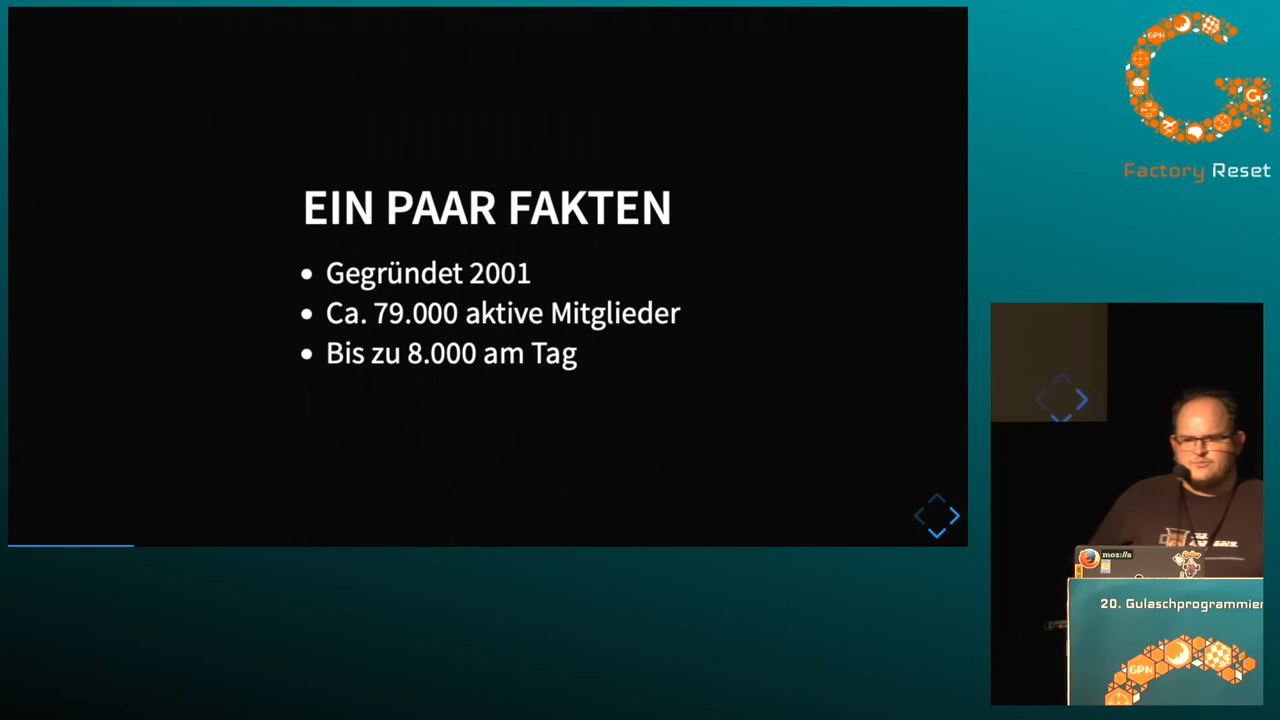 EIN PAAR FAKTEN
Gegründet 2001
Ca. 79.000 aktive Mitglieder
Bis zu 8.000 am Tag
GPN
G
Factory Reset
moz://a
20. Gulaschprogrammier
GPN